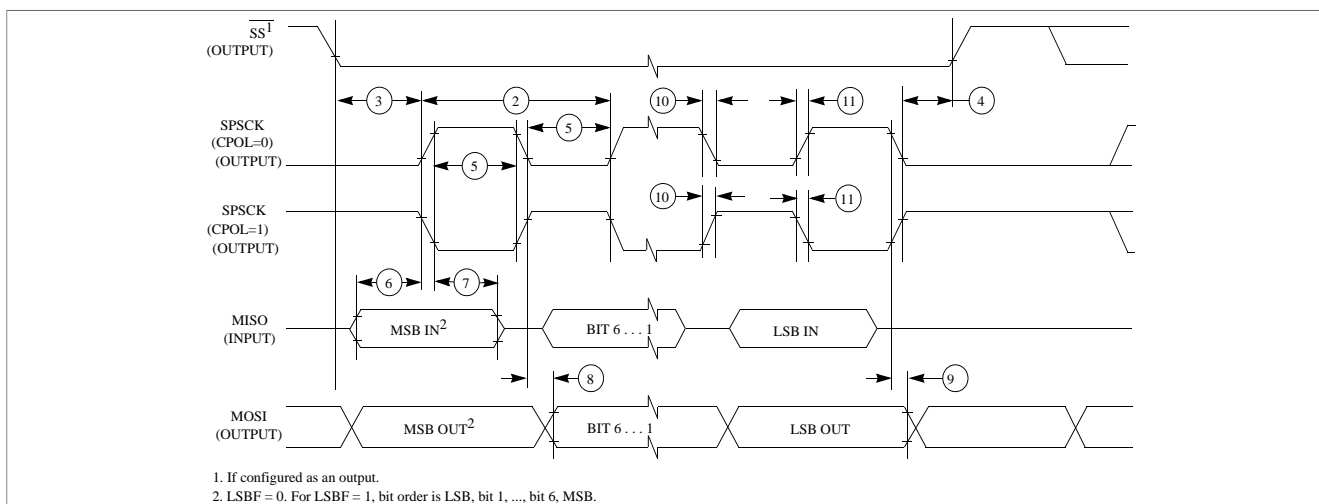 SS1
(OUTPUT)
3 2 10 11 4
SPSCK
(CPOL=0)
(OUTPUT)
5
5
SPSCK
(CPOL=1)
(OUTPUT)
10 11
6 7
MISO
(INPUT)
MSB IN2 BIT 6 . . . 1 LSB IN
8 9
MOSI
(OUTPUT)
MSB OUT2 BIT 6 . . . 1 LSB OUT
1. If configured as an output.
2. LSBF = 0. For LSBF = 1, bit order is LSB, bit 1, ..., bit 6, MSB.